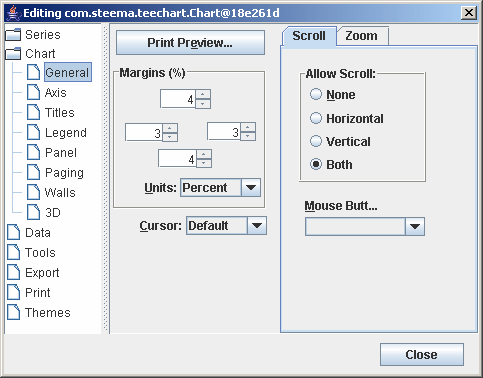 Editing com.steema.teechart.Chart@18e261d
Series
Chart
General
Axis
Titles
Legend
Panel
Paging
Walls
3D
Data
Tools
Export
Print
Themes
Print Preview...
Margins (%)
4
3 3
4
Units: Percent
Cursor: Default
Scroll Zoom
Allow Scroll:
None
Horizontal
Vertical
Both
Mouse Butt...
Close